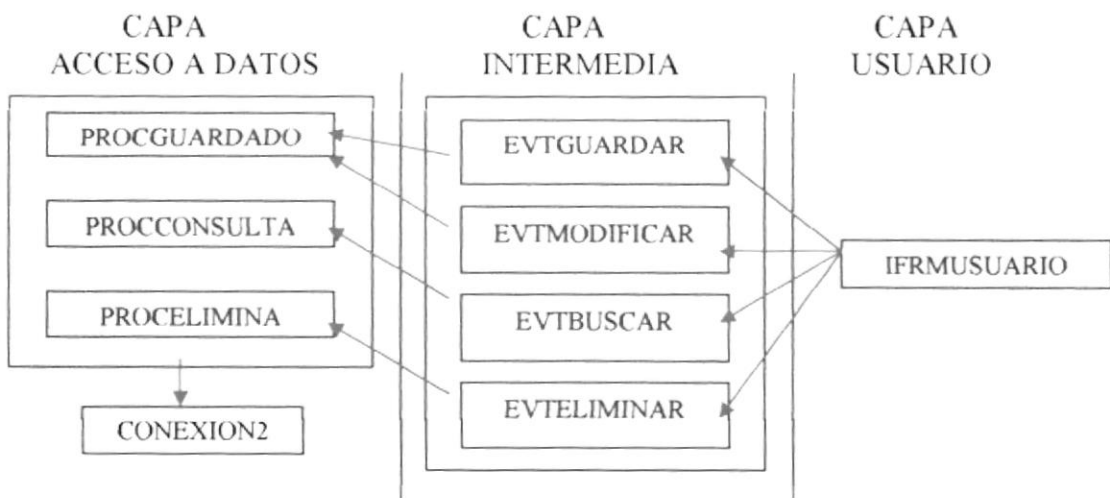 CAPA
ACCESO A DATOS
PROCGUARDADO
PROCCONSULTA
PROCELIMINA
CONEXION2
CAPA
INTERMEDIA
EVTGUARDAR
EVTMODIFICAR
EVTBUSCAR
EVTELIMINAR
CAPA
USUARIO
IFRMUSUARIO